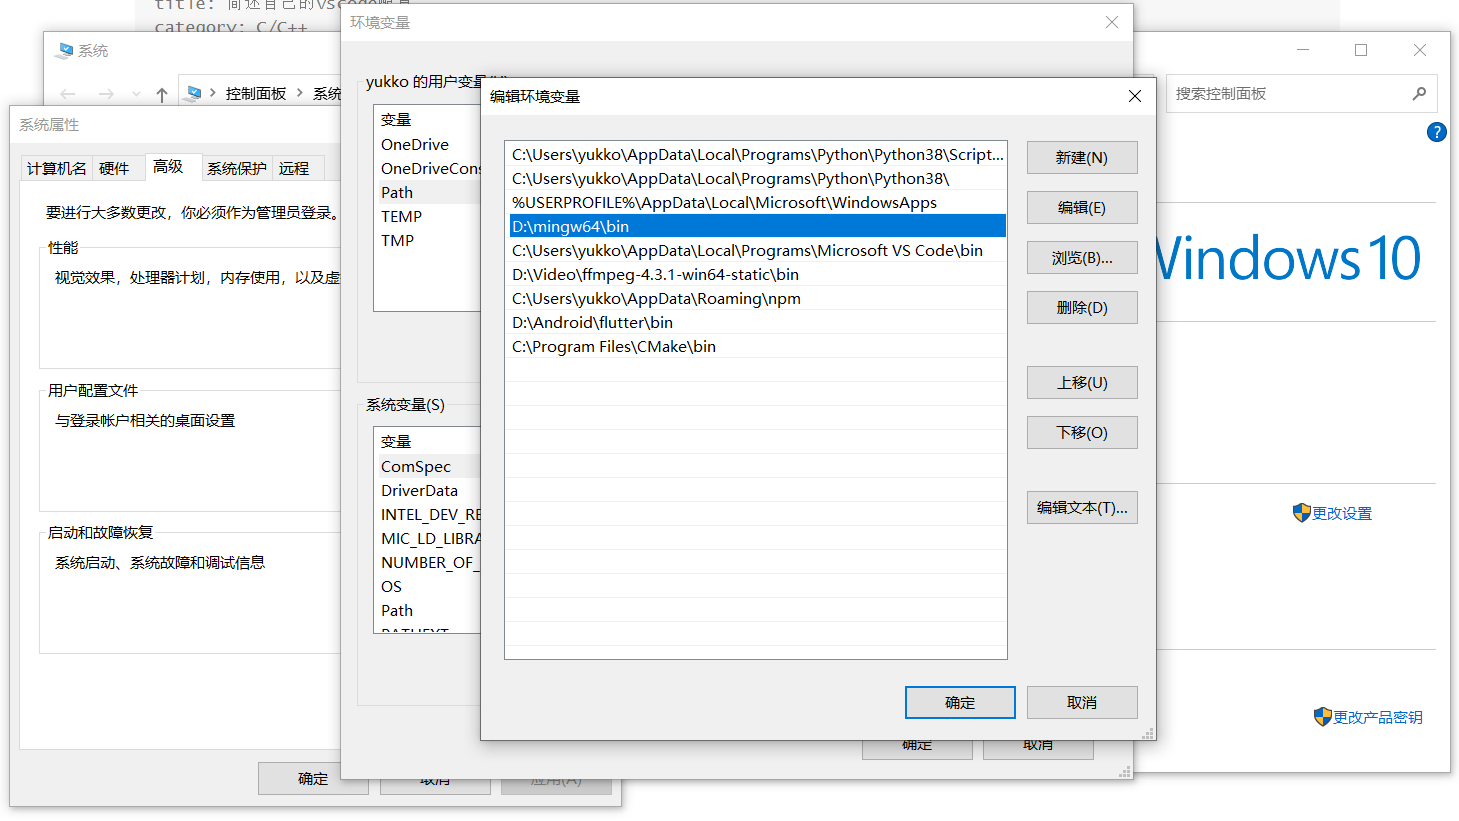 title: 简述自己的vscode配置
category: C/C++
环境变量
系统
控制面板
系统
搜索控制面板
yukko 的用户变量(U)
变量
OneDrive
OneDriveCons
Path
TEMP
TMP
系统变量(S)
变量
ComSpec
DriverData
INTEL_DEV_RE
MIC_LD_LIBRA
NUMBER_OF_
OS
Path
PATHEXT
确定
取消
系统属性
计算机名
硬件
高级
系统保护
远程
要进行大多数更改，你必须作为管理员登录。
性能
视觉效果，处理器计划，内存使用，以及虚
用户配置文件
与登录帐户相关的桌面设置
启动和故障恢复
系统启动、系统故障和调试信息
确定
取消
应用(A)
编辑环境变量
C:\Users\yukko\AppData\Local\Programs\Python\Python38\Script...
C:\Users\yukko\AppData\Local\Programs\Python\Python38\
%USERPROFILE%\AppData\Local\Microsoft\WindowsApps
D:\mingw64\bin
C:\Users\yukko\AppData\Local\Programs\Microsoft VS Code\bin
D:\Video\ffmpeg-4.3.1-win64-static\bin
C:\Users\yukko\AppData\Roaming\npm
D:\Android\flutter\bin
C:\Program Files\CMake\bin
新建(N)
编辑(E)
浏览(B)...
删除(D)
上移(U)
下移(O)
编辑文本(T)...
确定
取消
?
Windows 10
更改设置
更改产品密钥